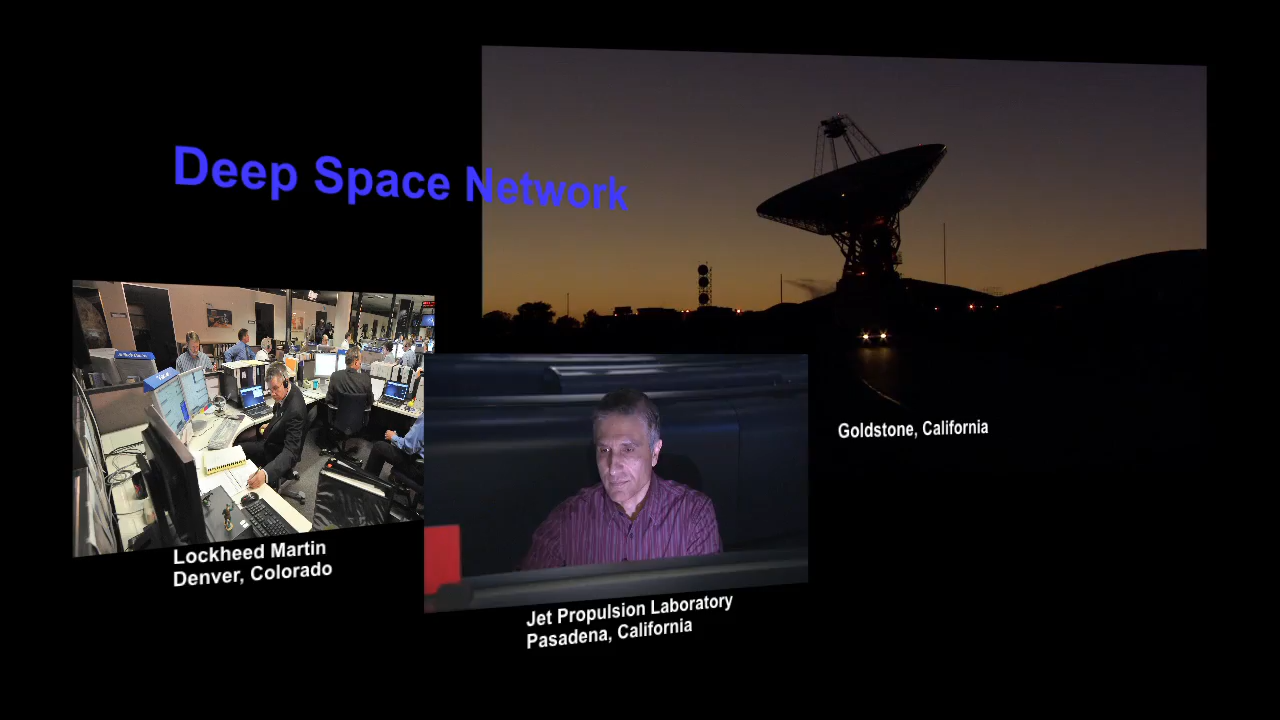 Deep Space Network
Goldstone, California
Lockheed Martin
Denver, Colorado
Jet Propulsion Laboratory
Pasadena, California